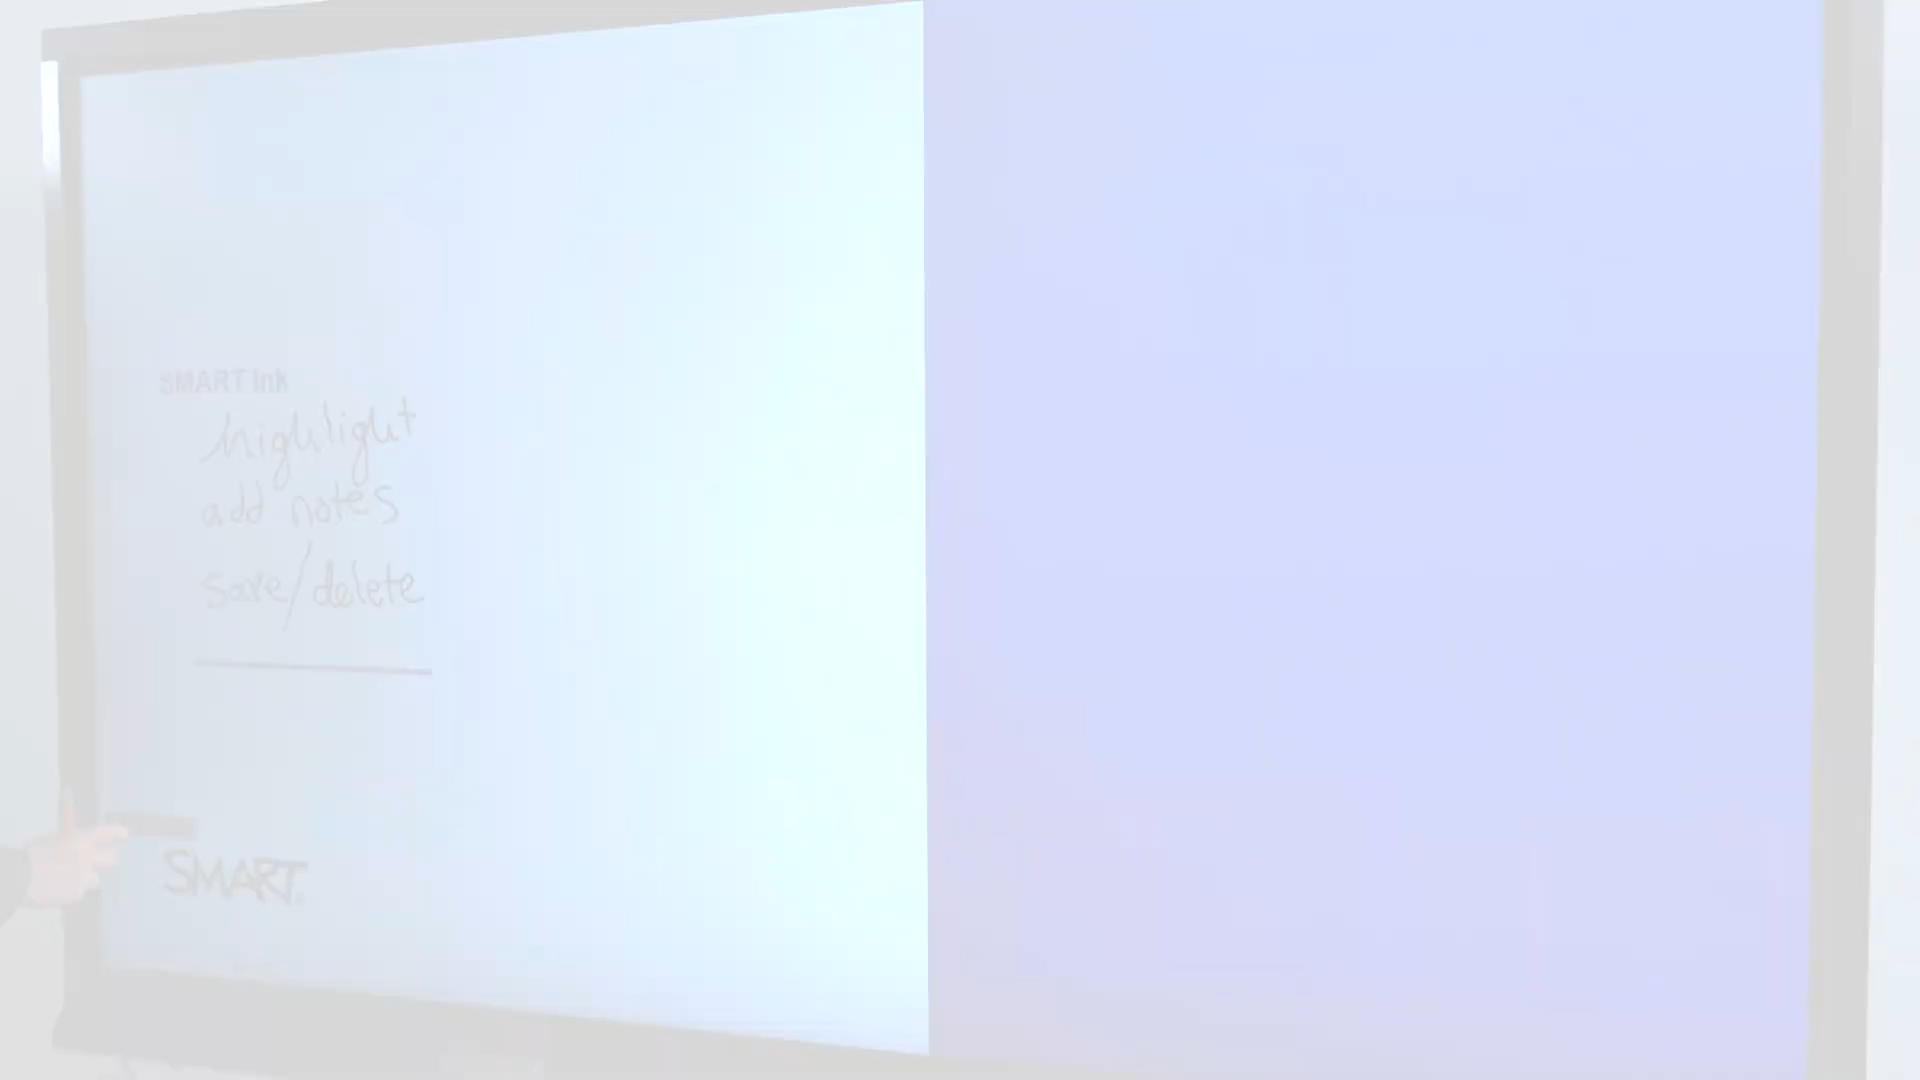 SMART Ink
highlight
add notes
save/delete
SMART